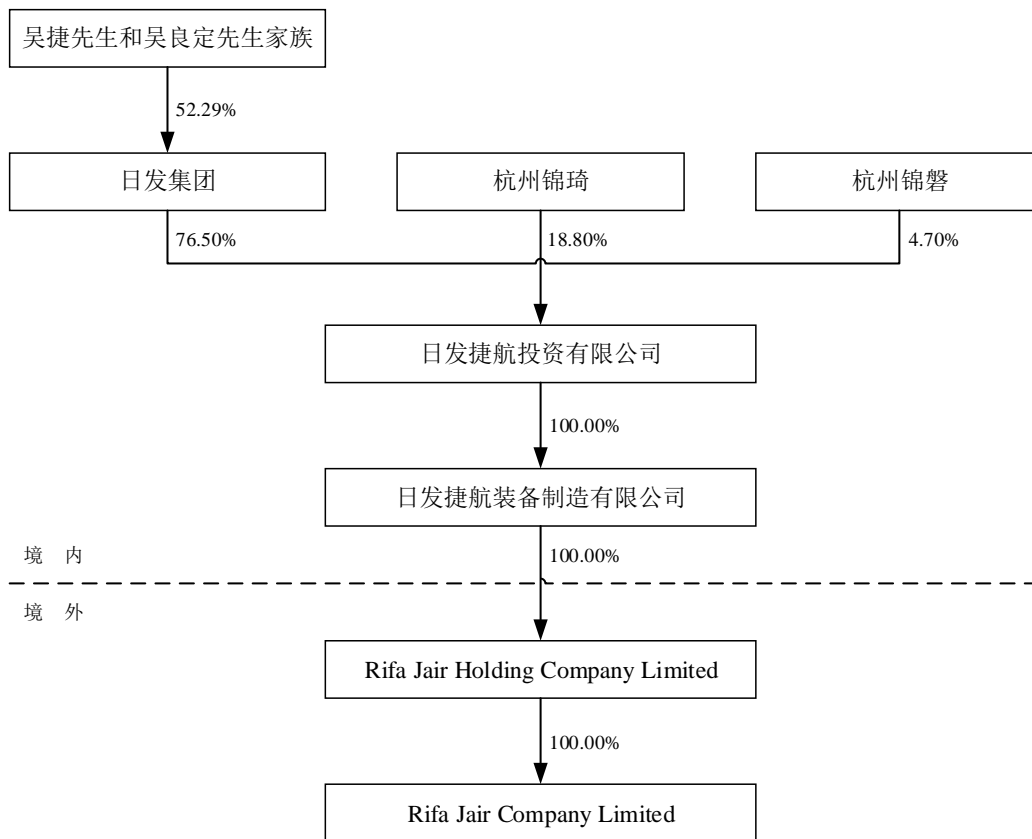 吴捷先生和吴良定先生家族
52.29%
日发集团
杭州锦琦
杭州锦磐
76.50%
18.80%
4.70%
日发捷航投资有限公司
100.00%
日发捷航装备制造有限公司
境 内
100.00%
境 外
Rifa Jair Holding Company Limited
100.00%
Rifa Jair Company Limited